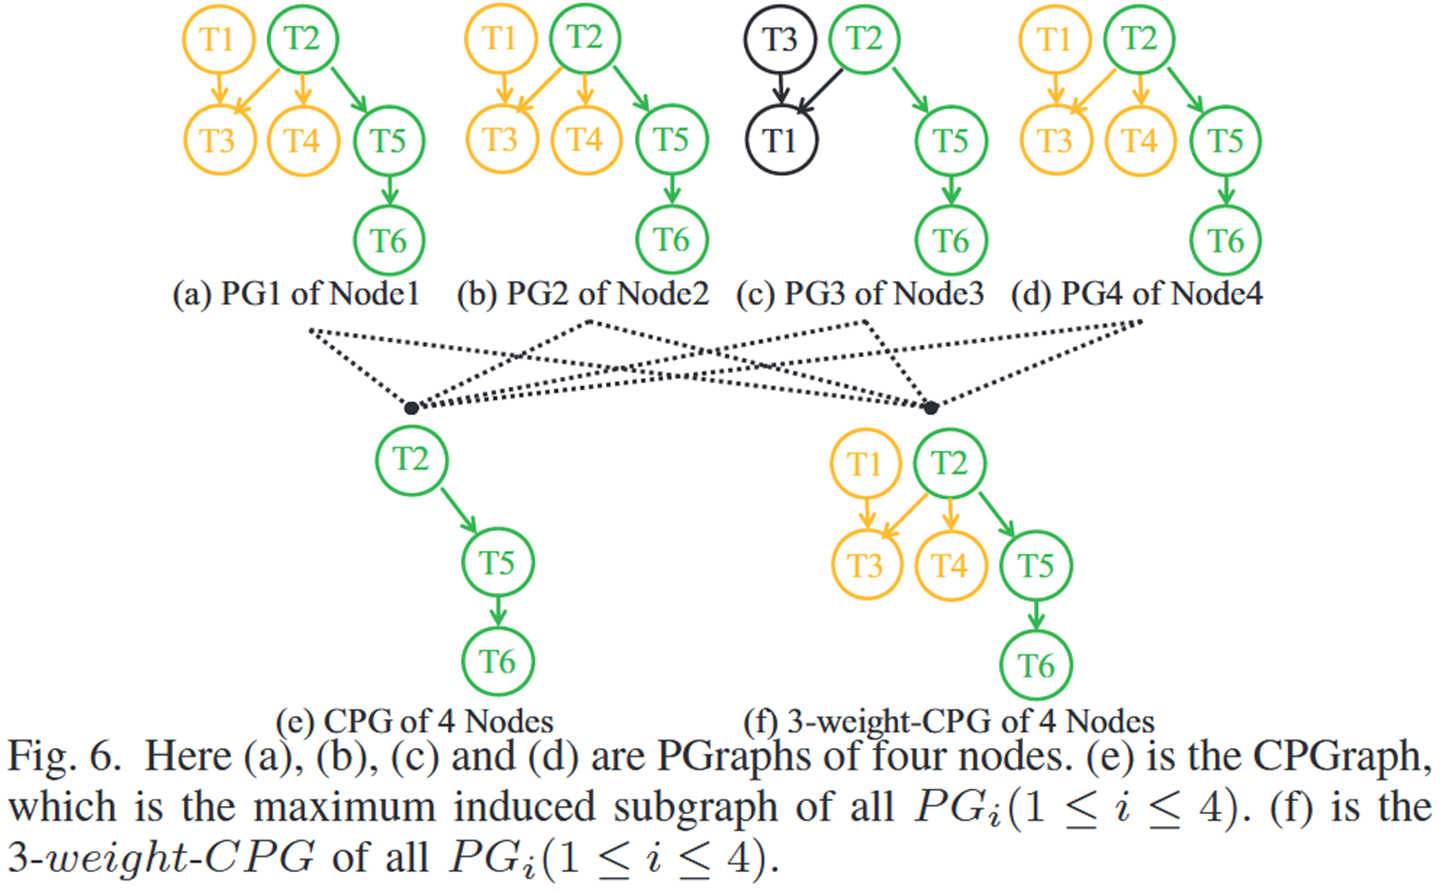 T1 T2 T1 T2 T3 T2 T1 T2
T3 T4 T5 T3 T4 T5 T1 T5 T3 T4 T5
T6 T6 T6 T6
(a) PG1 of Node1 (b) PG2 of Node2 (c) PG3 of Node3 (d) PG4 of Node4
T2 T1 T2
T5 T3 T4 T5
T6 T6
(e) CPG of 4 Nodes (f) 3-weight-CPG of 4 Nodes
Fig. 6. Here (a), (b), (c) and (d) are PGraphs of four nodes. (e) is the CPGraph,
which is the maximum induced subgraph of all $PG_i(1 \leq i \leq 4)$. (f) is the
3-weight-CPG of all $PG_i(1 \leq i \leq 4)$.